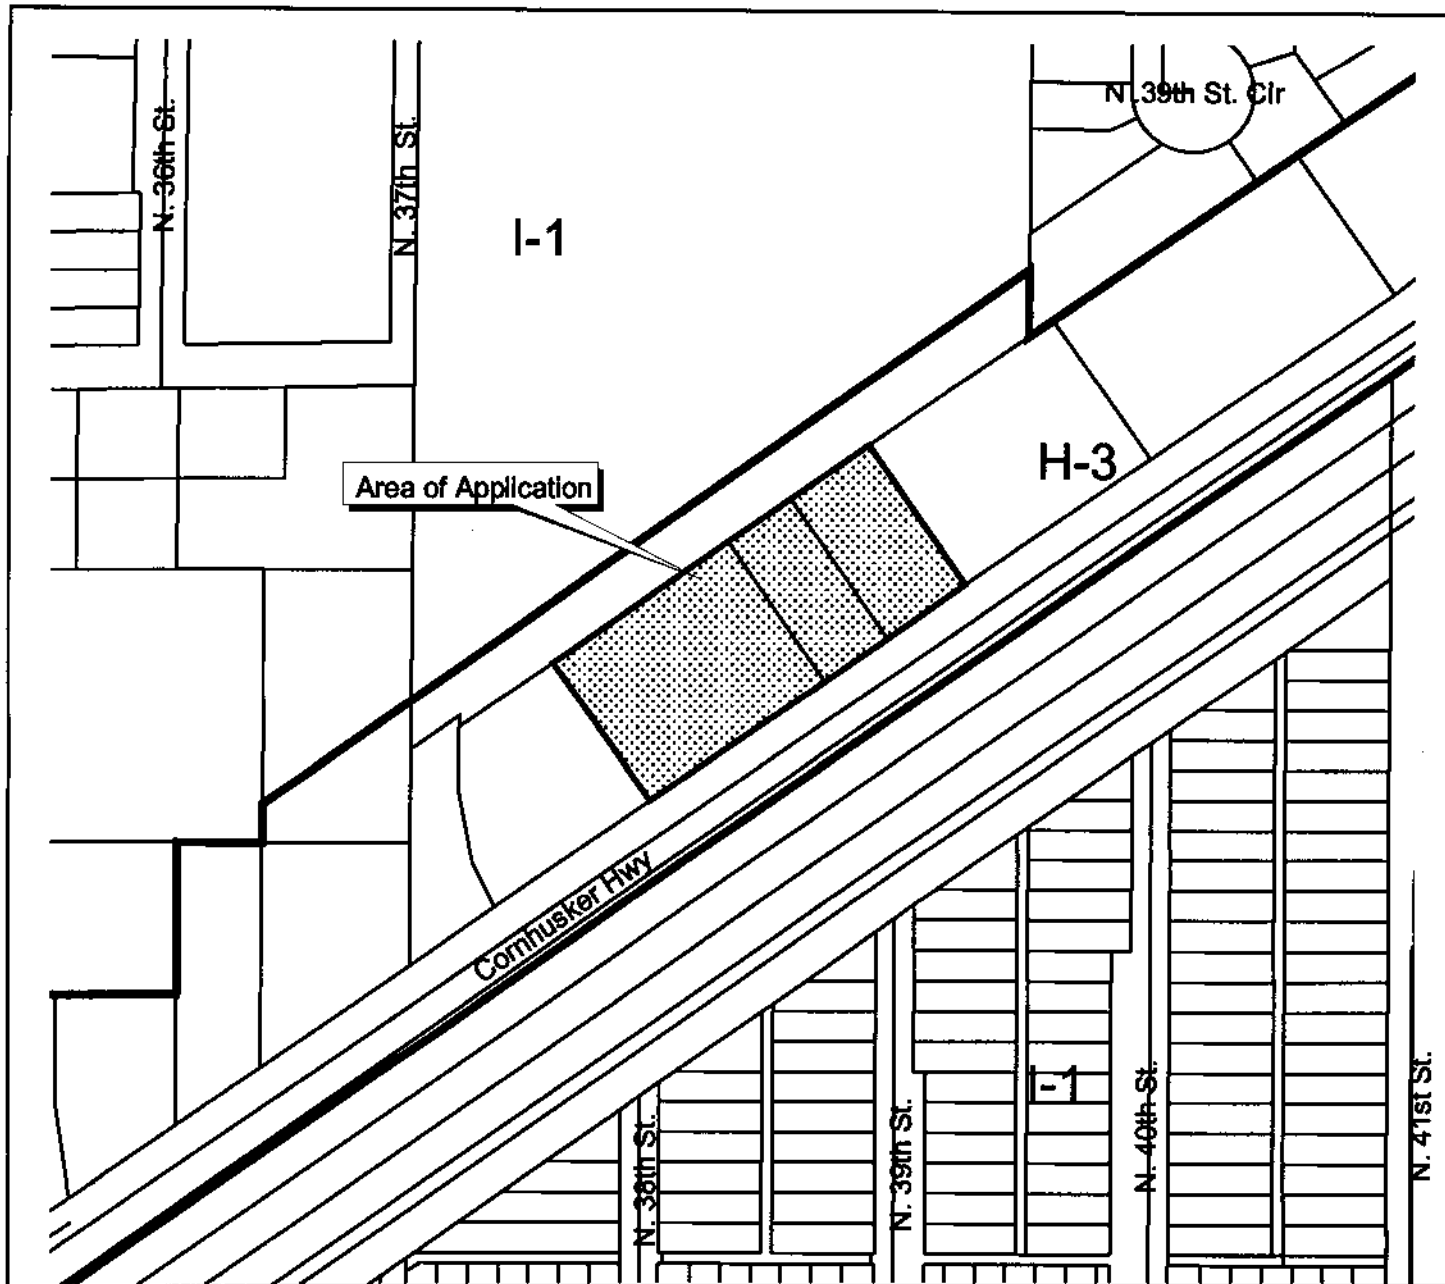 N. 39th St. Cir
N. 36th St.
N. 37th St.
I-1
H-3
Area of Application
Cornhusker Hwy
I-1
N. 38th St.
N. 39th St.
N. 40th St.
N. 41st St.